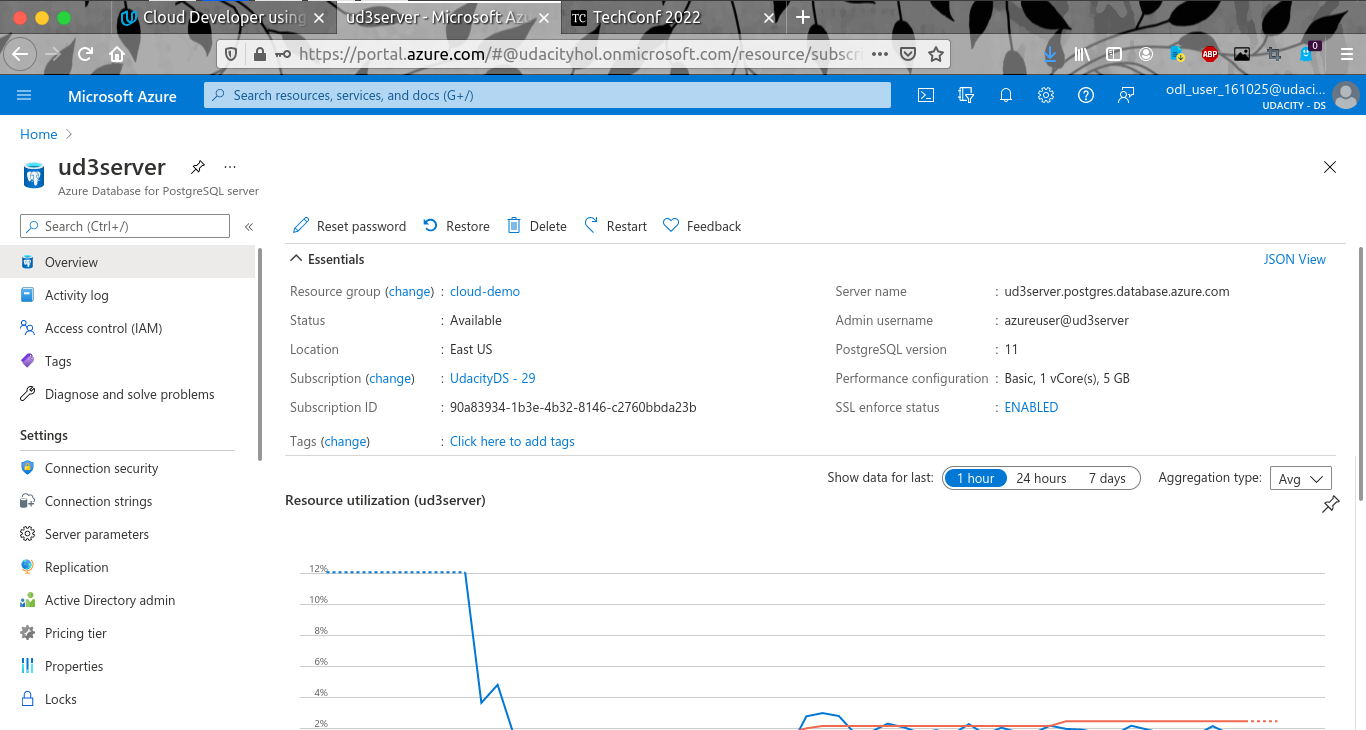 Cloud Developer using
ud3server - Microsoft Azu
TC TechConf 2022
https://portal.azure.com/#@udacityhol.onmicrosoft.com/resource/subscri
ABP
0
Microsoft Azure
Search resources, services, and docs (G+/)
odl_user_161025@udaci...
UDACITY - DS
Home
ud3server
Azure Database for PostgreSQL server
Search (Ctrl+/)
«
Reset password Restore Delete Restart Feedback
Overview
Activity log
Access control (IAM)
Tags
Diagnose and solve problems
Settings
Connection security
Connection strings
Server parameters
Replication
Active Directory admin
Pricing tier
Properties
Locks
Essentials
JSON View
Resource group (change) : cloud-demo
Status : Available
Location : East US
Subscription (change) : UdacityDS - 29
Subscription ID : 90a83934-1b3e-4b32-8146-c2760bbda23b
Tags (change) : Click here to add tags
Server name : ud3server.postgres.database.azure.com
Admin username : azureuser@ud3server
PostgreSQL version : 11
Performance configuration : Basic, 1 vCore(s), 5 GB
SSL enforce status : ENABLED
Show data for last: 1 hour 24 hours 7 days Aggregation type: Avg
Resource utilization (ud3server)
12%
10%
8%
6%
4%
2%